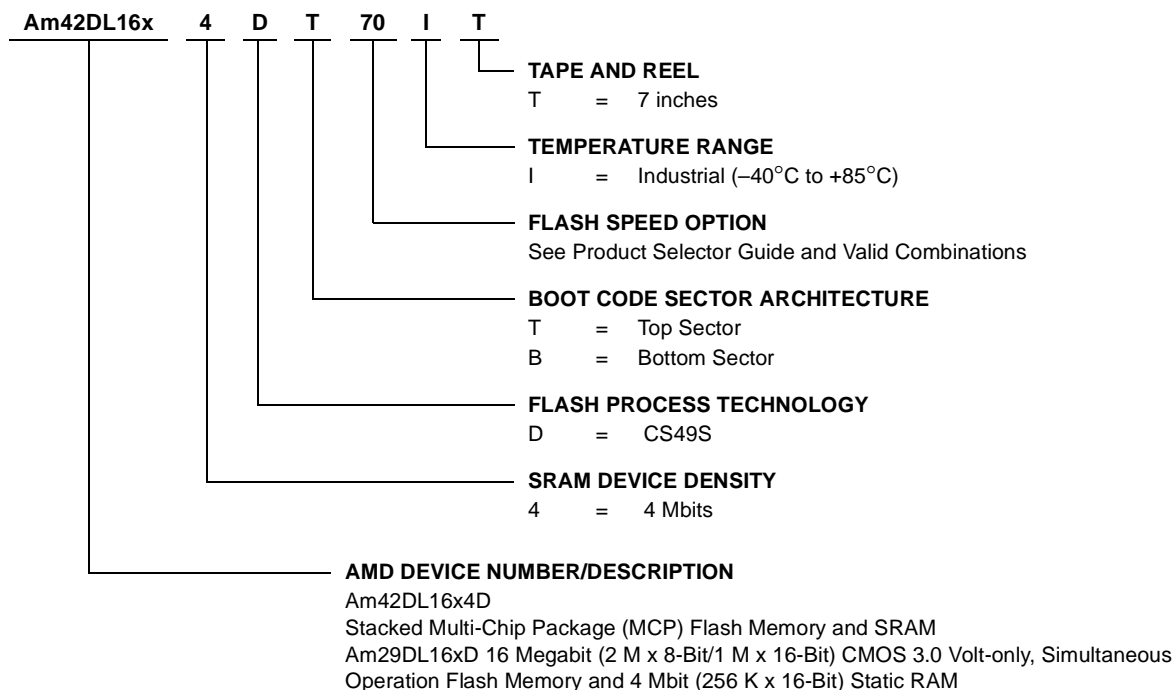 Am42DL16x 4 D T 70 I T
TAPE AND REEL
T = 7 inches
TEMPERATURE RANGE
I = Industrial (–40°C to +85°C)
FLASH SPEED OPTION
See Product Selector Guide and Valid Combinations
BOOT CODE SECTOR ARCHITECTURE
T = Top Sector
B = Bottom Sector
FLASH PROCESS TECHNOLOGY
D = CS49S
SRAM DEVICE DENSITY
4 = 4 Mbits
AMD DEVICE NUMBER/DESCRIPTION
Am42DL16x4D
Stacked Multi-Chip Package (MCP) Flash Memory and SRAM
Am29DL16xD 16 Megabit (2 M x 8-Bit/1 M x 16-Bit) CMOS 3.0 Volt-only, Simultaneous
Operation Flash Memory and 4 Mbit (256 K x 16-Bit) Static RAM